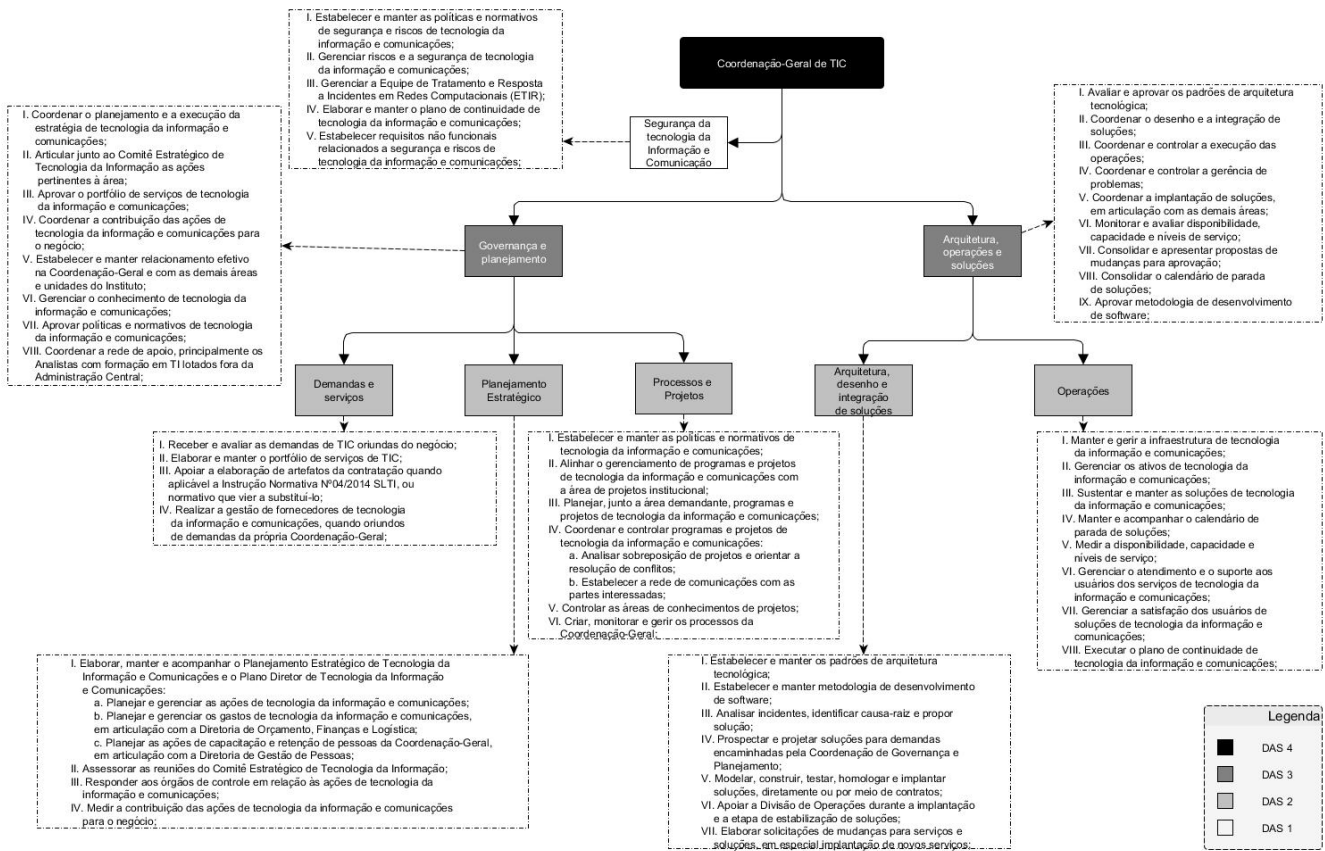 I. Estabelecer e manter as políticas e normativos
de segurança e riscos de tecnologia da
informação e comunicações;
II. Gerenciar riscos e a segurança de tecnologia
da informação e comunicações;
III. Gerenciar a Equipe de Tratamento e Resposta
a Incidentes em Redes Computacionais (ETIR);
IV. Elaborar e manter o plano de continuidade de
tecnologia da informação e comunicações;
V. Estabelecer requisitos não funcionais
relacionados a segurança e riscos de
tecnologia da informação e comunicações;
Coordenação-Geral de TIC
Segurança da
tecnologia da
Informação e
Comunicação
I. Coordenar o planejamento e a execução da
estratégia de tecnologia da informação e
comunicações;
II. Articular junto ao Comitê Estratégico de
Tecnologia da Informação as ações
pertinentes à área;
III. Aprovar o portfólio de serviços de tecnologia
da informação e comunicações;
IV. Coordenar a contribuição das ações de
tecnologia da informação e comunicações para
o negócio;
V. Estabelecer e manter relacionamento efetivo
na Coordenação-Geral e com as demais áreas
e unidades do Instituto;
VI. Gerenciar o conhecimento de tecnologia da
informação e comunicações;
VII. Aprovar políticas e normativos de tecnologia
da informação e comunicações;
VIII. Coordenar a rede de apoio, principalmente os
Analistas com formação em TI lotados fora da
Administração Central;
I. Avaliar e aprovar os padrões de arquitetura
tecnológica;
II. Coordenar o desenho e a integração de
soluções;
III. Coordenar e controlar a execução das
operações;
IV. Coordenar e controlar a gerência de
problemas;
V. Coordenar a implantação de soluções,
em articulação com as demais áreas;
VI. Monitorar e avaliar disponibilidade,
capacidade e níveis de serviço;
VII. Consolidar e apresentar propostas de
mudanças para aprovação;
VIII. Consolidar o calendário de parada
de soluções;
IX. Aprovar metodologia de desenvolvimento
de software;
Governança e
planejamento
Arquitetura,
operações e
soluções
Demandas e
serviços
Planejamento
Estratégico
Processos e
Projetos
Arquitetura,
desenho e
integração
de soluções
Operações
I. Receber e avaliar as demandas de TIC oriundas do negócio;
II. Elaborar e manter o portfólio de serviços de TIC;
III. Apoiar a elaboração de artefatos da contratação quando
aplicável a Instrução Normativa Nº04/2014 SLTI, ou
normativo que vier a substituí-lo;
IV. Realizar a gestão de fornecedores de tecnologia
da informação e comunicações, quando oriundos
de demandas da própria Coordenação-Geral;
I. Estabelecer e manter as políticas e normativos de
tecnologia da informação e comunicações;
II. Alinhar o gerenciamento de programas e projetos
de tecnologia da informação e comunicações com
a área de projetos institucional;
III. Planejar, junto a área demandante, programas e
projetos de tecnologia da informação e comunicações;
IV. Coordenar e controlar programas e projetos de
tecnologia da informação e comunicações:
a. Analisar sobreposição de projetos e orientar a
resolução de conflitos;
b. Estabelecer a rede de comunicações com as
partes interessadas;
V. Controlar as áreas de conhecimentos de projetos;
VI. Criar, monitorar e gerir os processos da
Coordenação-Geral;
I. Manter e gerir a infraestrutura de tecnologia
da informação e comunicações;
II. Gerenciar os ativos de tecnologia da
informação e comunicações;
III. Sustentar e manter as soluções de tecnologia
da informação e comunicações;
IV. Manter e acompanhar o calendário de
parada de soluções;
V. Medir a disponibilidade, capacidade e
níveis de serviço;
VI. Gerenciar o atendimento e o suporte aos
usuários dos serviços de tecnologia da
informação e comunicações;
VII. Gerenciar a satisfação dos usuários de
soluções de tecnologia da informação e
comunicações;
VIII. Executar o plano de continuidade de
tecnologia da informação e comunicações;
I. Elaborar, manter e acompanhar o Planejamento Estratégico de Tecnologia da
Informação e Comunicações e o Plano Diretor de Tecnologia da Informação
e Comunicações:
a. Planejar e gerenciar as ações de tecnologia da informação e comunicações;
b. Planejar e gerenciar os gastos de tecnologia da informação e comunicações,
em articulação com a Diretoria de Orçamento, Finanças e Logística;
c. Planejar as ações de capacitação e retenção de pessoas da Coordenação-Geral,
em articulação com a Diretoria de Gestão de Pessoas;
II. Assessorar as reuniões do Comitê Estratégico de Tecnologia da Informação;
III. Responder aos órgãos de controle em relação às ações de tecnologia da
informação e comunicações;
IV. Medir a contribuição das ações de tecnologia da informação e comunicações
para o negócio;
I. Estabelecer e manter os padrões de arquitetura
tecnológica;
II. Estabelecer e manter metodologia de desenvolvimento
de software;
III. Analisar incidentes, identificar causa-raiz e propor
solução;
IV. Prospectar e projetar soluções para demandas
encaminhadas pela Coordenação de Governança e
Planejamento;
V. Modelar, construir, testar, homologar e implantar
soluções, diretamente ou por meio de contratos;
VI. Apoiar a Divisão de Operações durante a implantação
e a etapa de estabilização de soluções;
VII. Elaborar solicitações de mudanças para serviços e
soluções, em especial implantação de novos serviços;
Legenda
DAS 4
DAS 3
DAS 2
DAS 1